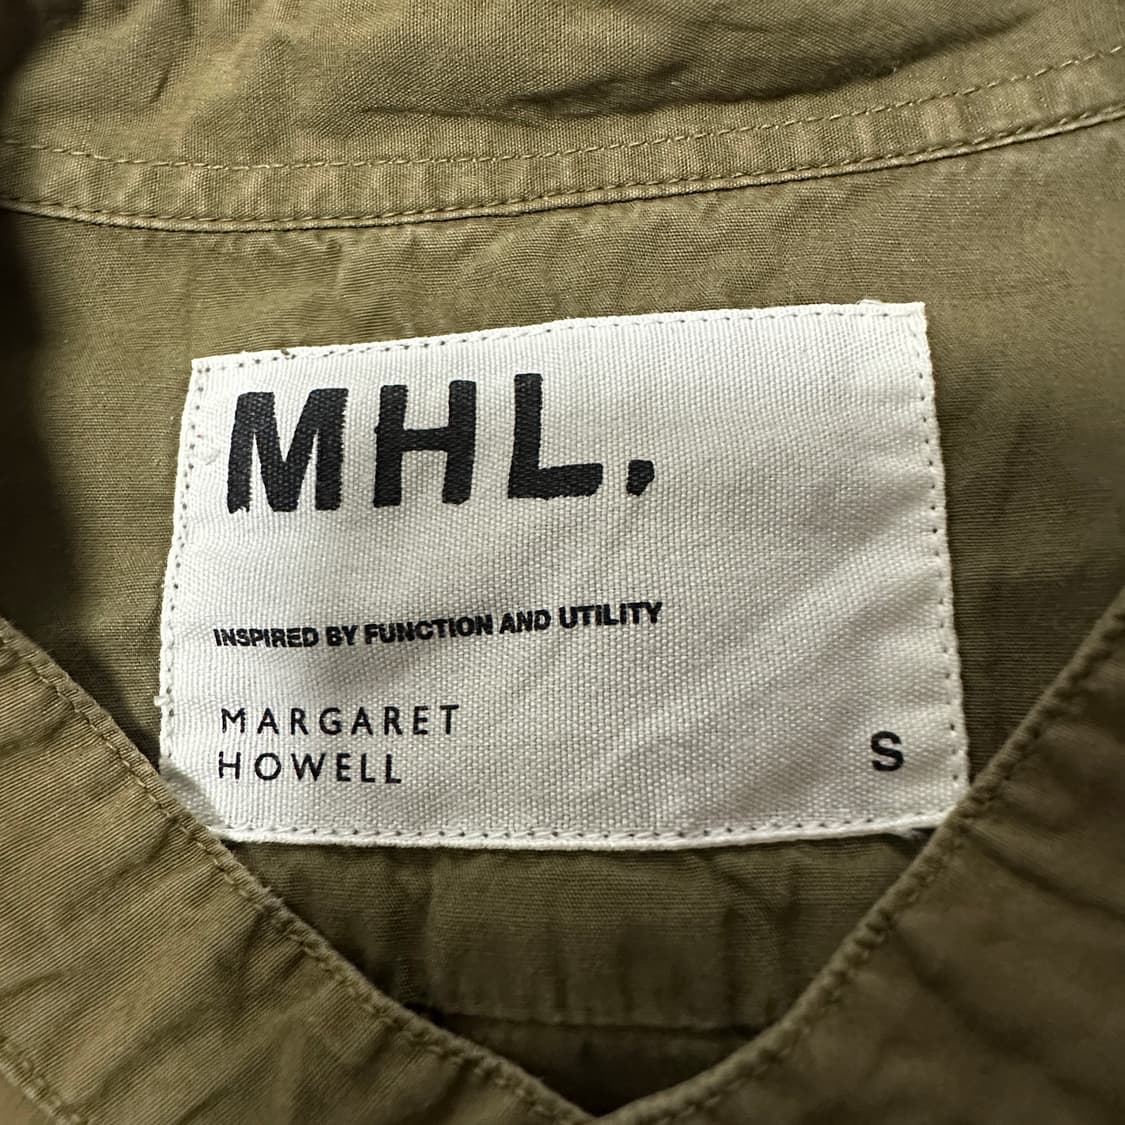 MHL.
INSPIRED BY FUNCTION AND UTILITY
MARGARET
HOWELL
S